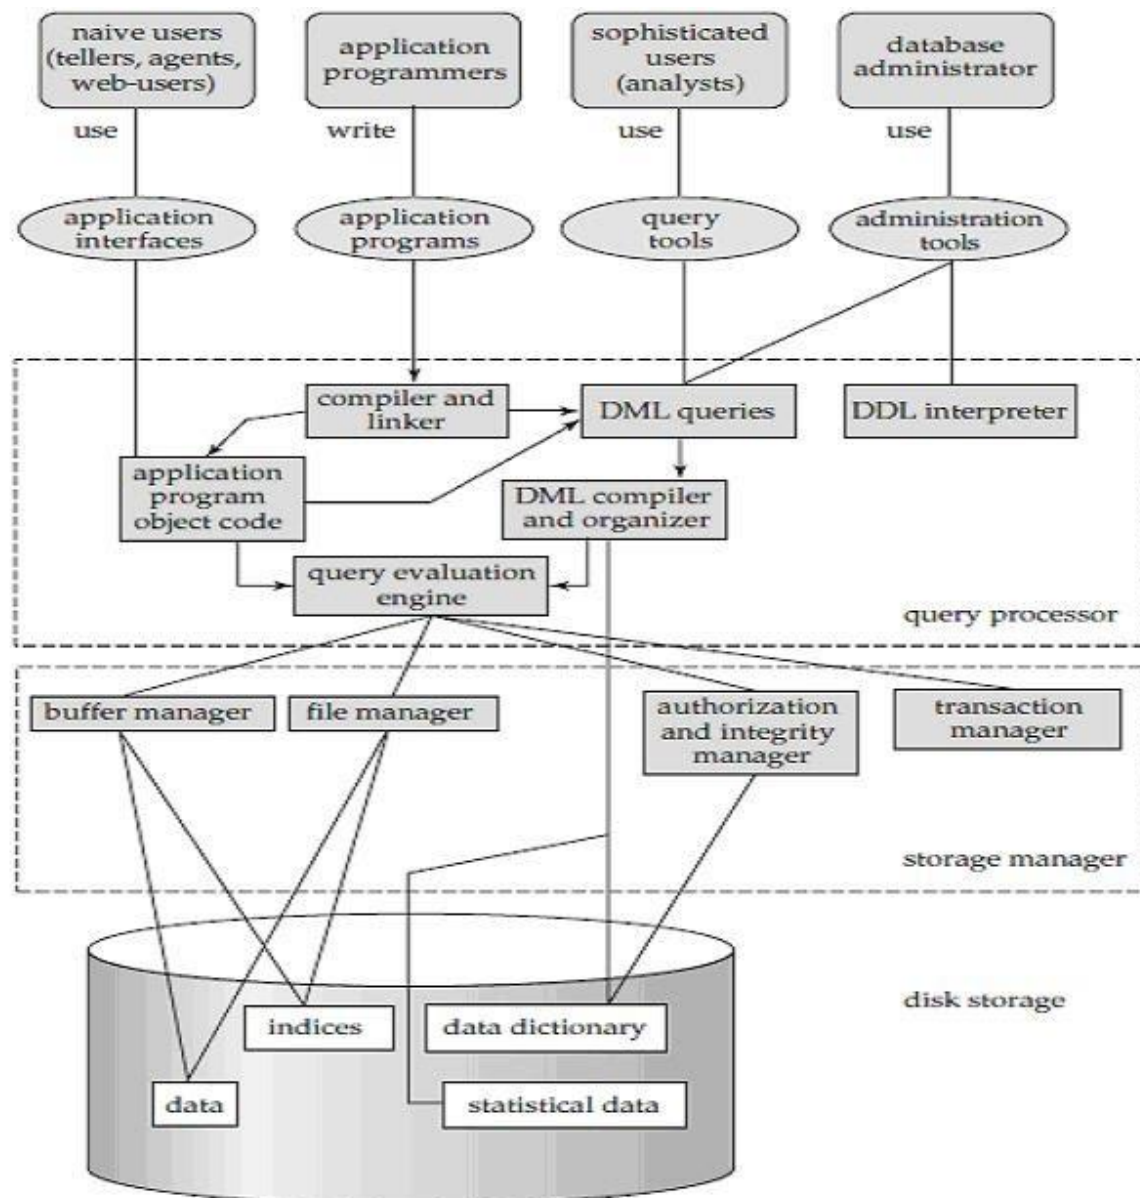 naive users
(tellers, agents,
web-users)
application
programmers
sophisticated
users
(analysts)
database
administrator
use
write
use
use
application
interfaces
application
programs
query
tools
administration
tools
compiler and
linker
DML queries
DDL interpreter
application
program
object code
DML compiler
and organizer
query evaluation
engine
query processor
buffer manager
file manager
authorization
and integrity
manager
transaction
manager
storage manager
disk storage
indices
data dictionary
data
statistical data